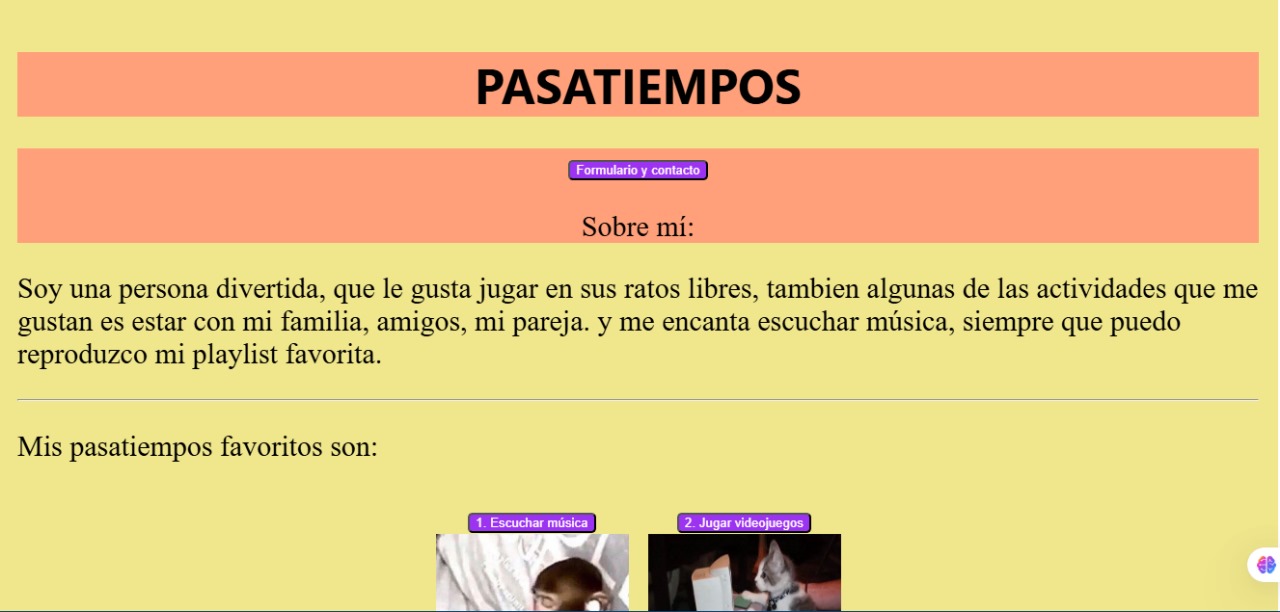 PASATIEMPOS
Formulario y contacto
Sobre mí:
Soy una persona divertida, que le gusta jugar en sus ratos libres, tambien algunas de las actividades que me
gustan es estar con mi familia, amigos, mi pareja. y me encanta escuchar música, siempre que puedo
reproduzco mi playlist favorita.
Mis pasatiempos favoritos son:
1. Escuchar música
2. Jugar videojuegos